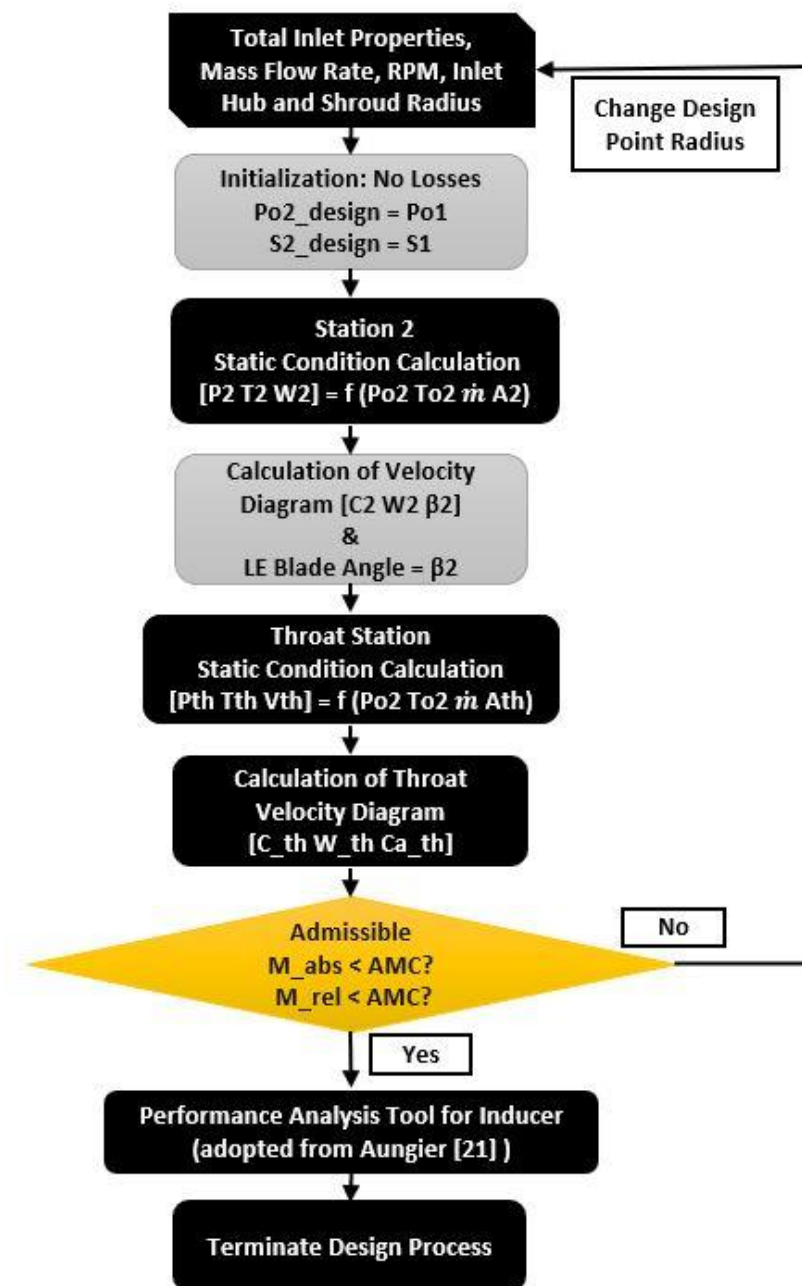 Total Inlet Properties,
Mass Flow Rate, RPM, Inlet
Hub and Shroud Radius
Change Design
Point Radius
Initialization: No Losses
Po2_design = Po1
S2_design = S1
Station 2
Static Condition Calculation
[P2 T2 W2] = f (Po2 To2 ṁ A2)
Calculation of Velocity
Diagram [C2 W2 β2]
&
LE Blade Angle = β2
Throat Station
Static Condition Calculation
[Pth Tth Vth] = f (Po2 To2 ṁ Ath)
Calculation of Throat
Velocity Diagram
[C_th W_th Ca_th]
Admissible
M_abs < AMC?
M_rel < AMC?
No
Yes
Performance Analysis Tool for Inducer
(adopted from Aungier [21] )
Terminate Design Process